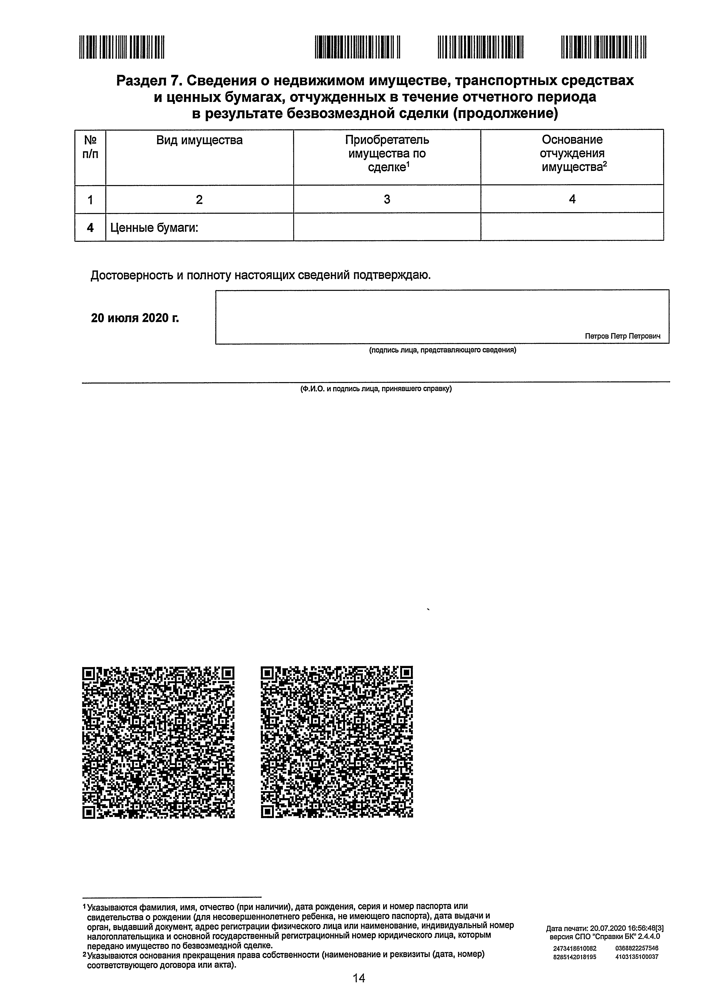 Раздел 7. Сведения о недвижимом имуществе, транспортных средствах
и ценных бумагах, отчужденных в течение отчетного периода
в результате безвозмездной сделки (продолжение)
№ п/п
Вид имущества
Приобретатель имущества по сделке¹
Основание отчуждения имущества²
1 2 3 4
4 Ценные бумаги:
Достоверность и полноту настоящих сведений подтверждаю.
20 июля 2020 г.
Петров Петр Петрович
(подпись лица, представляющего сведения)
(Ф.И.О. и подпись лица, принявшего справку)
¹ Указываются фамилия, имя, отчество (при наличии), дата рождения, серия и номер паспорта или
свидетельства о рождении (для несовершеннолетнего ребенка, не имеющего паспорта), дата выдачи и
орган, выдавший документ, адрес регистрации физического лица или наименование, индивидуальный номер
налогоплательщика и основной государственный регистрационный номер юридического лица, которым
передано имущество по безвозмездной сделке.
² Указываются основания прекращения права собственности (наименование и реквизиты (дата, номер)
соответствующего договора или акта).
Дата печати: 20.07.2020 16:56:48[3]
версия СПО "Справки БК" 2.4.4.0
2473418610082 0368822257546
8285142018195 4103135100037
14